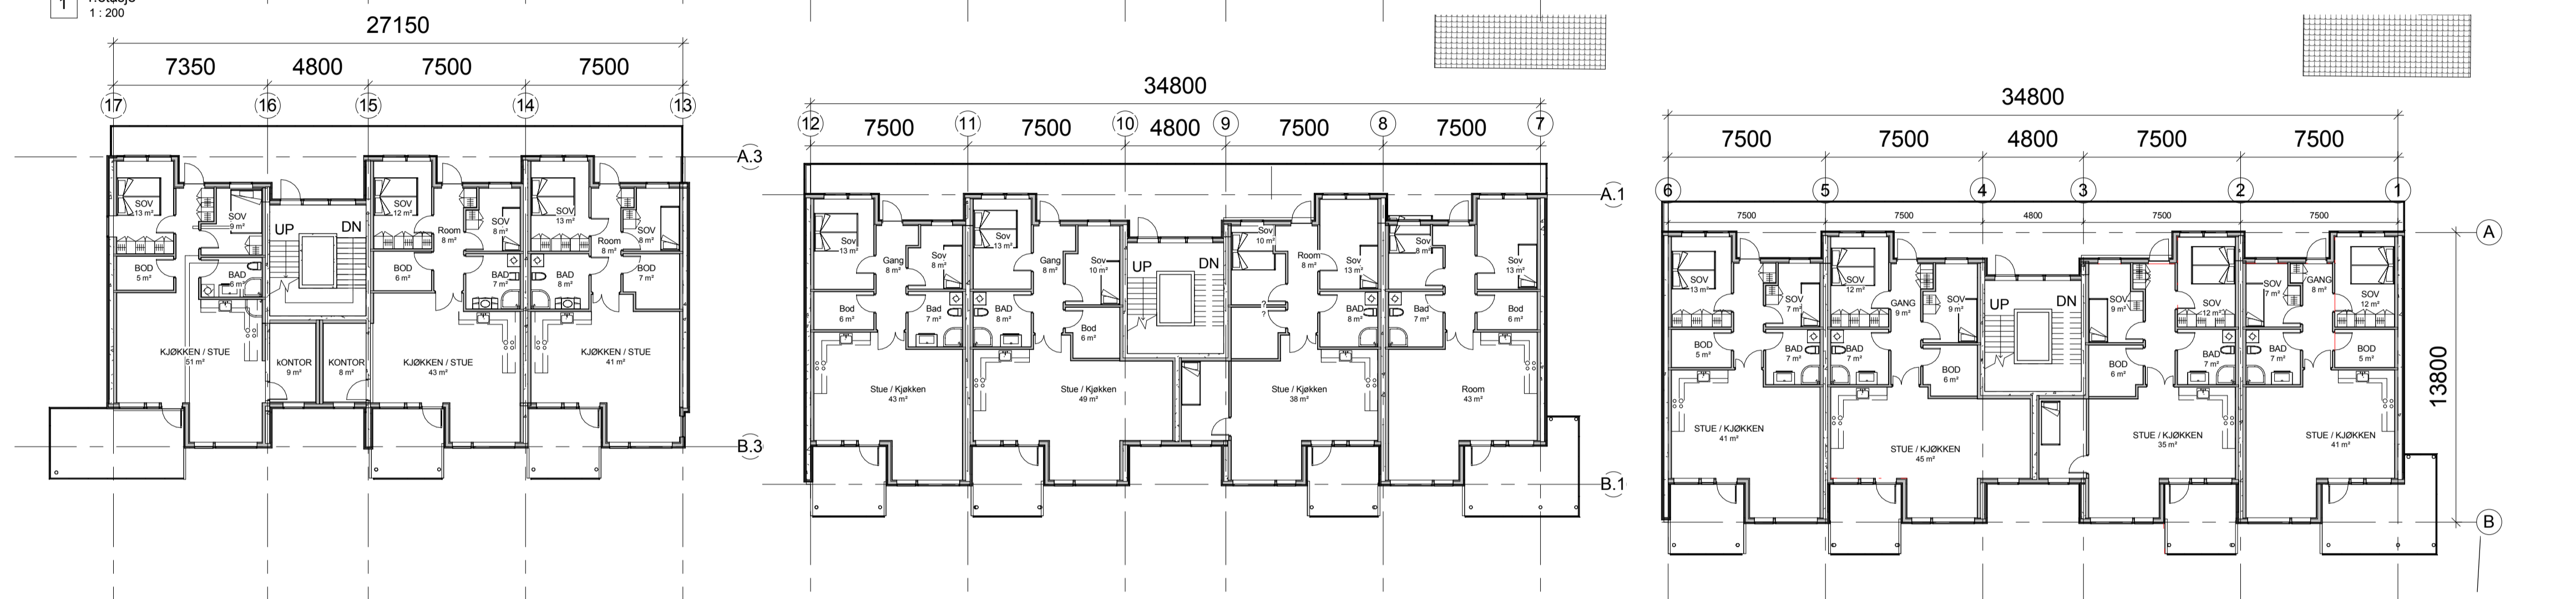 1
1 : 200
27150
7350 4800 7500 7500
17 16 15 14 13
A.3
SOV
13 m²
SOV
9 m²
BOD
5 m²
BAD
6 m²
UP DN
KJØKKEN / STUE
51 m²
kONTOR
9 m²
KONTOR
8 m²
SOV
12 m²
Room
8 m²
SOV
8 m²
BOD
6 m²
BAD
7 m²
KJØKKEN / STUE
43 m²
SOV
13 m²
Room
8 m²
SOV
8 m²
BAD
8 m²
BOD
7 m²
KJØKKEN / STUE
41 m²
B.3
34800
12 7500 11 7500 10 4800 9 7500 8 7500 7
A.1
Sov
13 m²
Gang
8 m²
Sov
8 m²
Bod
6 m²
Bad
7 m²
Stue / Kjøkken
43 m²
Sov
13 m²
Gang
8 m²
Sov
10 m²
BAD
8 m²
Bod
6 m²
Stue / Kjøkken
49 m²
UP DN
Sov
10 m²
Room
8 m²
Sov
13 m²
?
?
BAD
8 m²
Stue / Kjøkken
38 m²
Sov
8 m²
Sov
13 m²
Bad
7 m²
Bod
6 m²
Room
43 m²
B.1
34800
7500 7500 4800 7500 7500
6 5 4 3 2 1
7500 7500 4800 7500 7500
A
SOV
13 m²
SOV
7 m²
BOD
5 m²
BAD
7 m²
STUE / KJØKKEN
41 m²
SOV
12 m²
GANG
9 m²
SOV
9 m²
BAD
7 m²
BOD
6 m²
STUE / KJØKKEN
45 m²
UP DN
SOV
9 m²
SOV
12 m²
BOD
6 m²
BAD
7 m²
STUE / KJØKKEN
35 m²
SOV
7 m²
GANG
8 m²
SOV
12 m²
BAD
7 m²
BOD
5 m²
STUE / KJØKKEN
41 m²
13800
B